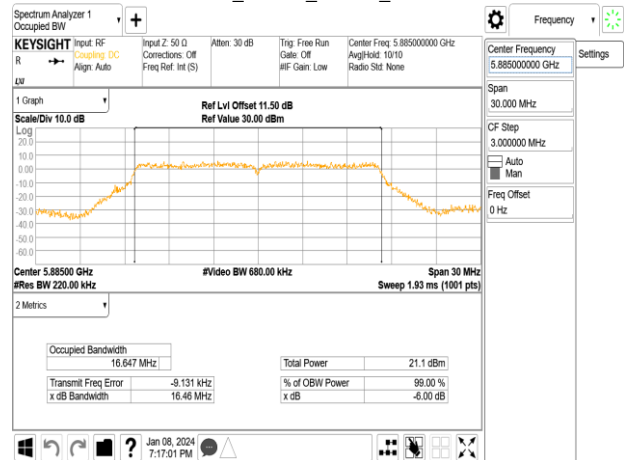 Spectrum Analyzer 1
Occupied BW
Frequency
KEYSIGHT
R
LXI
Input: RF
Coupling: DC
Align: Auto
Input Z: 50 Ω
Corrections: Off
Freq Ref: Int (S)
Atten: 30 dB
Trig: Free Run
Gate: Off
#IF Gain: Low
Center Freq: 5.885000000 GHz
Avg|Hold: 10/10
Radio Std: None
Center Frequency
5.885000000 GHz
Settings
Span
30.000 MHz
CF Step
3.000000 MHz
Auto
Man
Freq Offset
0 Hz
1 Graph
Scale/Div 10.0 dB
Ref Lvl Offset 11.50 dB
Ref Value 30.00 dBm
Log
20.0
10.0
0.00
-10.0
-20.0
-30.0
-40.0
-50.0
-60.0
Center 5.88500 GHz
#Res BW 220.00 kHz
#Video BW 680.00 kHz
Span 30 MHz
Sweep 1.93 ms (1001 pts)
2 Metrics
Occupied Bandwidth
16.647 MHz
Transmit Freq Error -9.131 kHz
x dB Bandwidth 16.46 MHz
Total Power 21.1 dBm
% of OBW Power 99.00 %
x dB -6.00 dB
?
Jan 08, 2024
7:17:01 PM